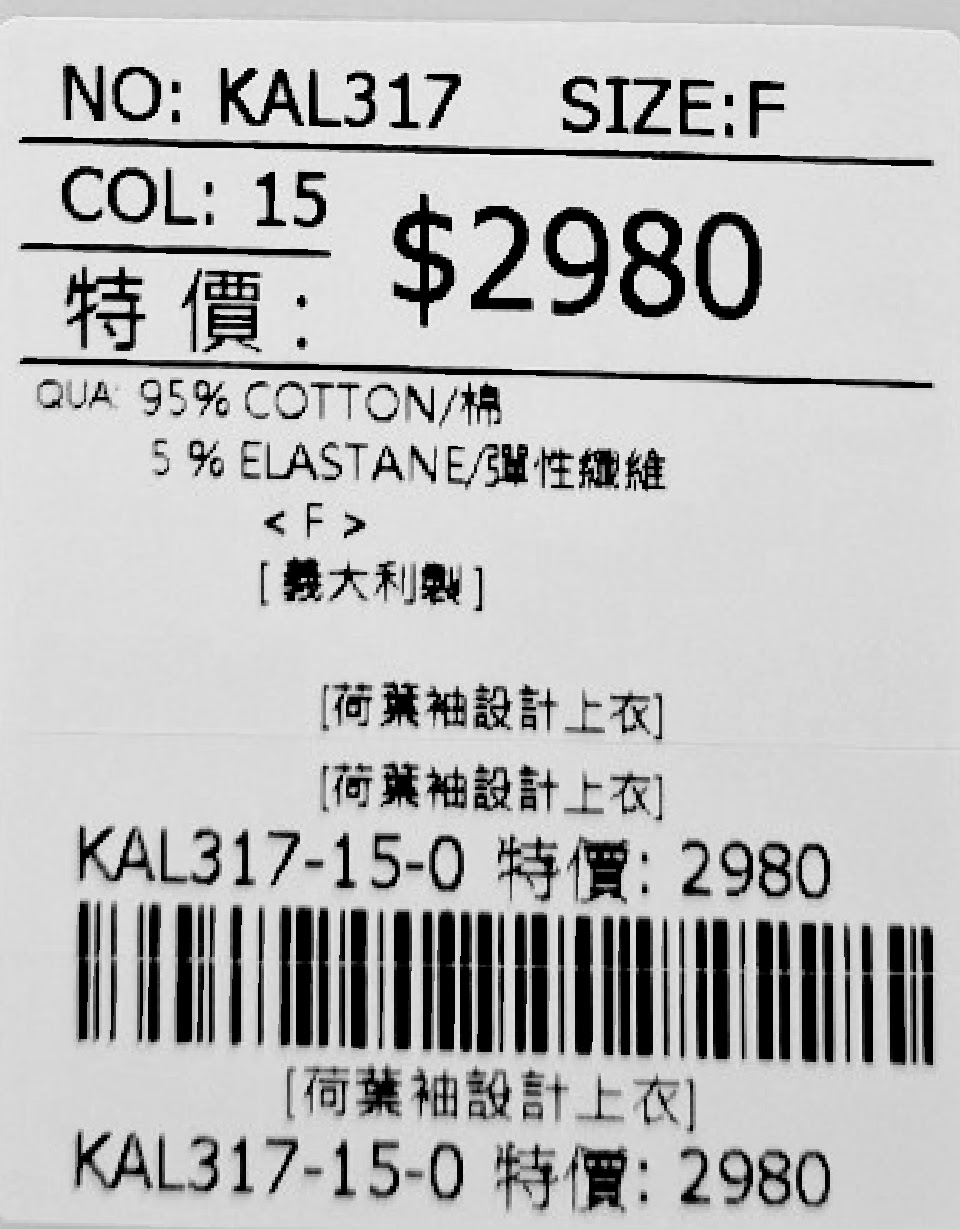 NO: KAL317 SIZE:F
COL: 15
$2980
特價:
QUA: 95% COTTON/棉
5 % ELASTANE/彈性纖維
< F >
[ 義大利製 ]
[荷葉袖設計上衣]
[荷葉袖設計上衣]
KAL317-15-0 特價: 2980
[荷葉袖設計上衣]
KAL317-15-0 特價: 2980